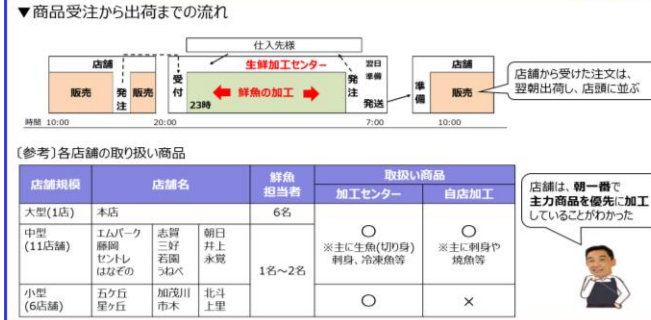 ▼商品受注から出荷までの流れ
仕入先様
店舗
販売
発注
販売
受付
生鮮加工センター
23時
鮮魚の加工
発注
翌日
準備
発送
準備
店舗
販売
店舗から受けた注文は、
翌朝出荷し、店頭に並ぶ
時間 10:00 20:00 7:00 10:00
〔参考〕各店舗の取り扱い商品
店舗規模 店舗名 鮮魚担当者 取扱い商品
加工センター 自店加工
大型(1店) 本店 6名
中型
(11店舗)
エムパーク 志賀 朝日
藤岡 三好 井上
セントレ 若園 永覚
はなぞの うねべ
1名～2名
○
※主に生魚(切り身)
刺身、冷凍魚等
○
※主に刺身や
焼魚等
小型
(6店舗)
五ケ丘 加茂川 北斗
星ヶ丘 市木 上里
○ ×
店舗は、朝一番で
主力商品を優先に加工
していることがわかった